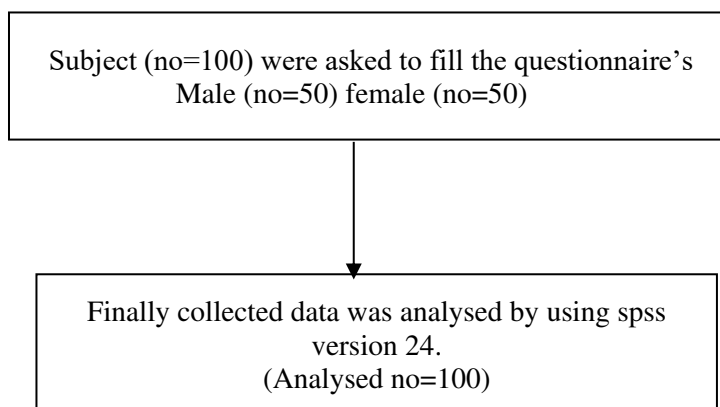 Subject (no=100) were asked to fill the questionnaire’s
Male (no=50) female (no=50)
Finally collected data was analysed by using spss
version 24.
(Analysed no=100)